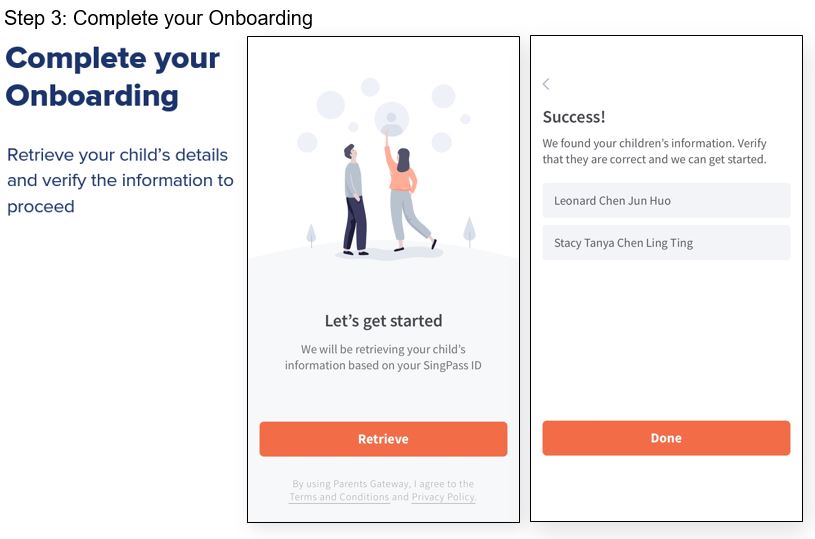 Step 3: Complete your Onboarding
Complete your
Onboarding
Retrieve your child's details
and verify the information to
proceed
Let's get started
We will be retrieving your child's
information based on your SingPass ID
Retrieve
By using Parents Gateway, I agree to the
Terms and Conditions and Privacy Policy.
Success!
We found your children's information. Verify
that they are correct and we can get started.
Leonard Chen Jun Huo
Stacy Tanya Chen Ling Ting
Done